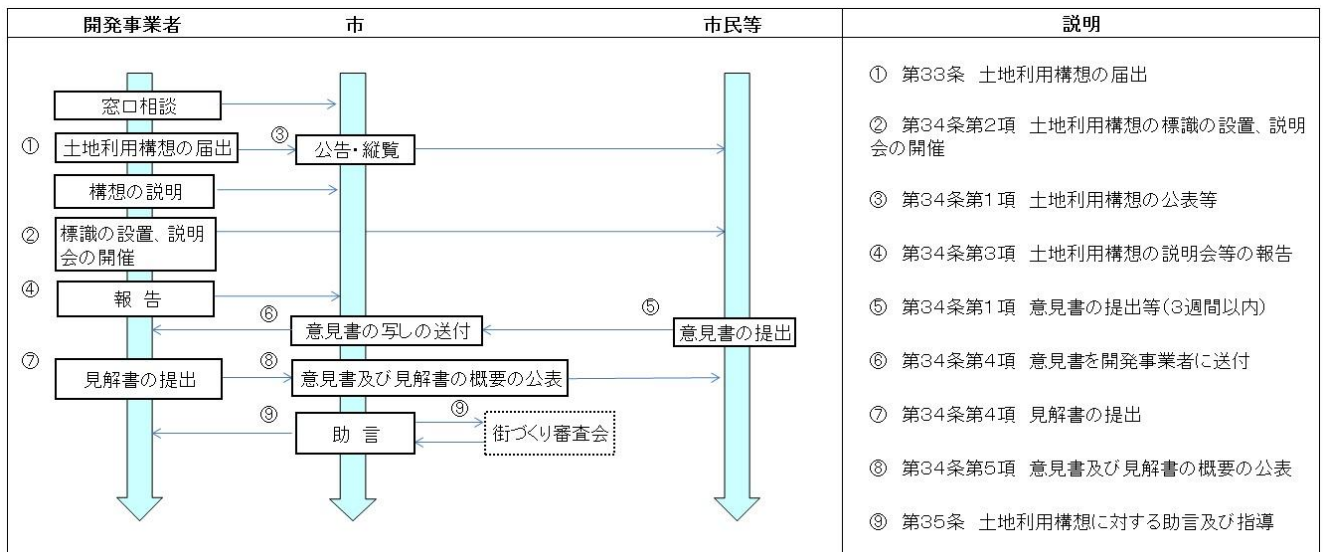 開発事業者
市
市民等
説明
窓口相談
①
土地利用構想の届出
③
公告・縦覧
構想の説明
②
標識の設置、説明
会の開催
④
報 告
⑥
意見書の写しの送付
⑤
意見書の提出
⑦
見解書の提出
⑧
意見書及び見解書の概要の公表
⑨
助 言
⑨
街づくり審査会
① 第33条 土地利用構想の届出
② 第34条第2項 土地利用構想の標識の設置、説明
会の開催
③ 第34条第1項 土地利用構想の公表等
④ 第34条第3項 土地利用構想の説明会等の報告
⑤ 第34条第1項 意見書の提出等(3週間以内)
⑥ 第34条第4項 意見書を開発事業者に送付
⑦ 第34条第4項 見解書の提出
⑧ 第34条第5項 意見書及び見解書の概要の公表
⑨ 第35条 土地利用構想に対する助言及び指導